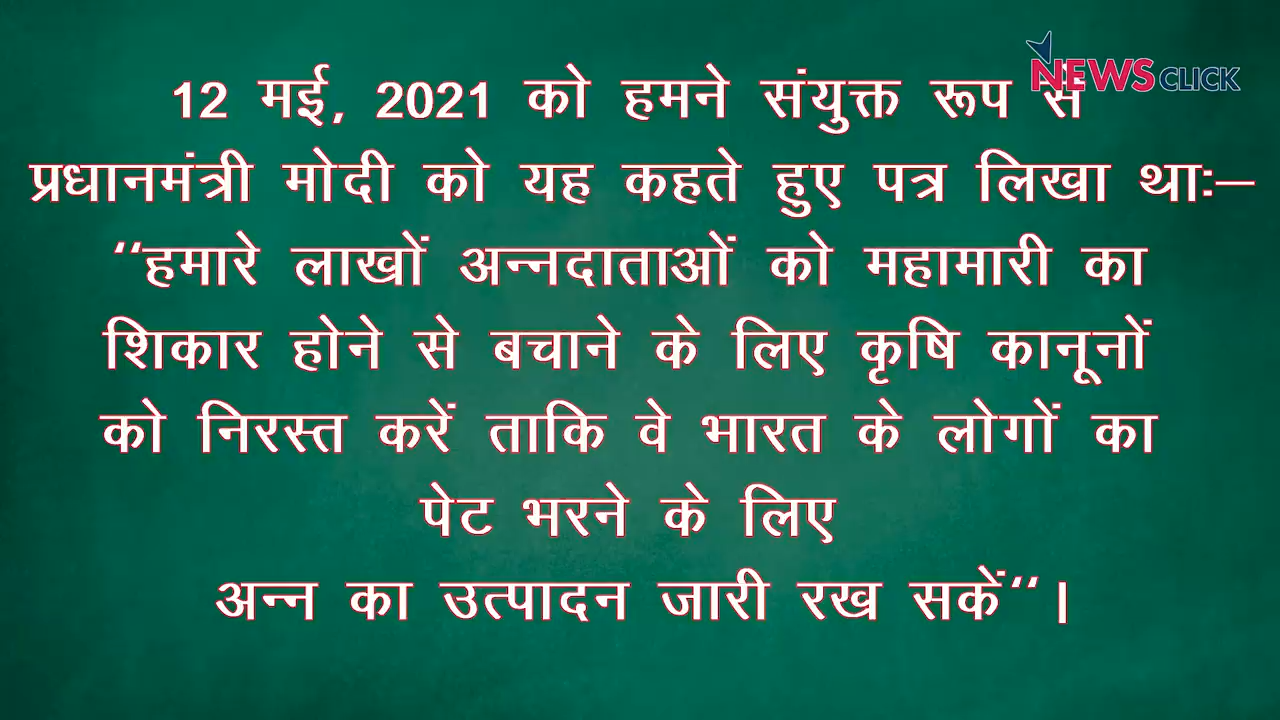 NEWSCLICK
12 मई, 2021 को हमने संयुक्त रूप से
प्रधानमंत्री मोदी को यह कहते हुए पत्र लिखा थाः–
“हमारे लाखों अन्नदाताओं को महामारी का
शिकार होने से बचाने के लिए कृषि कानूनों
को निरस्त करें ताकि वे भारत के लोगों का
पेट भरने के लिए
अन्न का उत्पादन जारी रख सकें“।